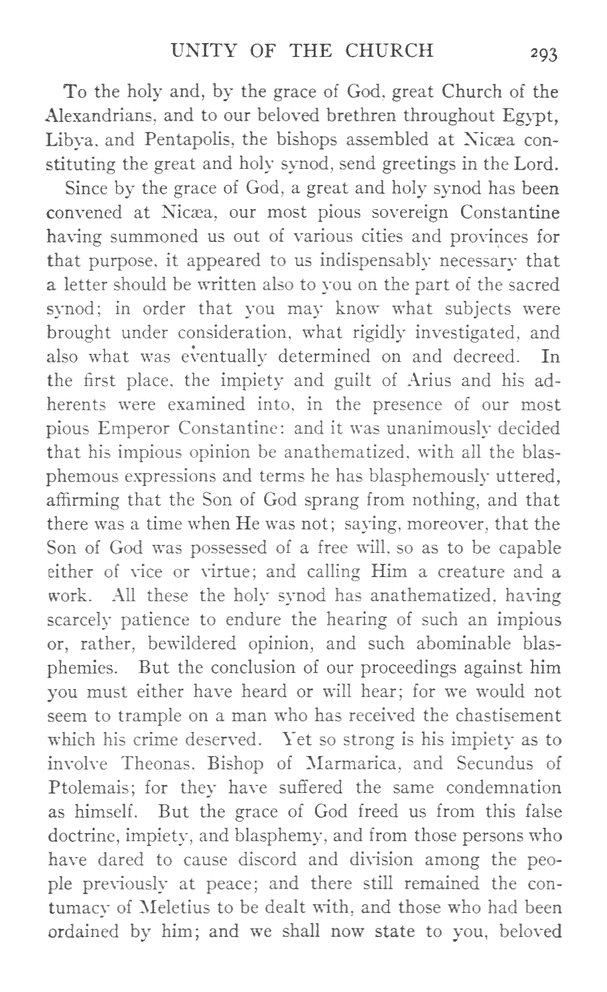 UNITY OF THE CHURCH 293
To the holy and, by the grace of God, great Church of the
Alexandrians, and to our beloved brethren throughout Egypt,
Libya, and Pentapolis, the bishops assembled at Nicæa con-
stituting the great and holy synod, send greetings in the Lord.
Since by the grace of God, a great and holy synod has been
convened at Nicæa, our most pious sovereign Constantine
having summoned us out of various cities and provinces for
that purpose, it appeared to us indispensably necessary that
a letter should be written also to you on the part of the sacred
synod; in order that you may know what subjects were
brought under consideration, what rigidly investigated, and
also what was eventually determined on and decreed. In
the first place, the impiety and guilt of Arius and his ad-
herents were examined into, in the presence of our most
pious Emperor Constantine: and it was unanimously decided
that his impious opinion be anathematized, with all the blas-
phemous expressions and terms he has blasphemously uttered,
affirming that the Son of God sprang from nothing, and that
there was a time when He was not; saying, moreover, that the
Son of God was possessed of a free will, so as to be capable
either of vice or virtue; and calling Him a creature and a
work. All these the holy synod has anathematized, having
scarcely patience to endure the hearing of such an impious
or, rather, bewildered opinion, and such abominable blas-
phemies. But the conclusion of our proceedings against him
you must either have heard or will hear; for we would not
seem to trample on a man who has received the chastisement
which his crime deserved. Yet so strong is his impiety as to
involve Theonas, Bishop of Marmarica, and Secundus of
Ptolemais; for they have suffered the same condemnation
as himself. But the grace of God freed us from this false
doctrine, impiety, and blasphemy, and from those persons who
have dared to cause discord and division among the peo-
ple previously at peace; and there still remained the con-
tumacy of Meletius to be dealt with, and those who had been
ordained by him; and we shall now state to you, beloved